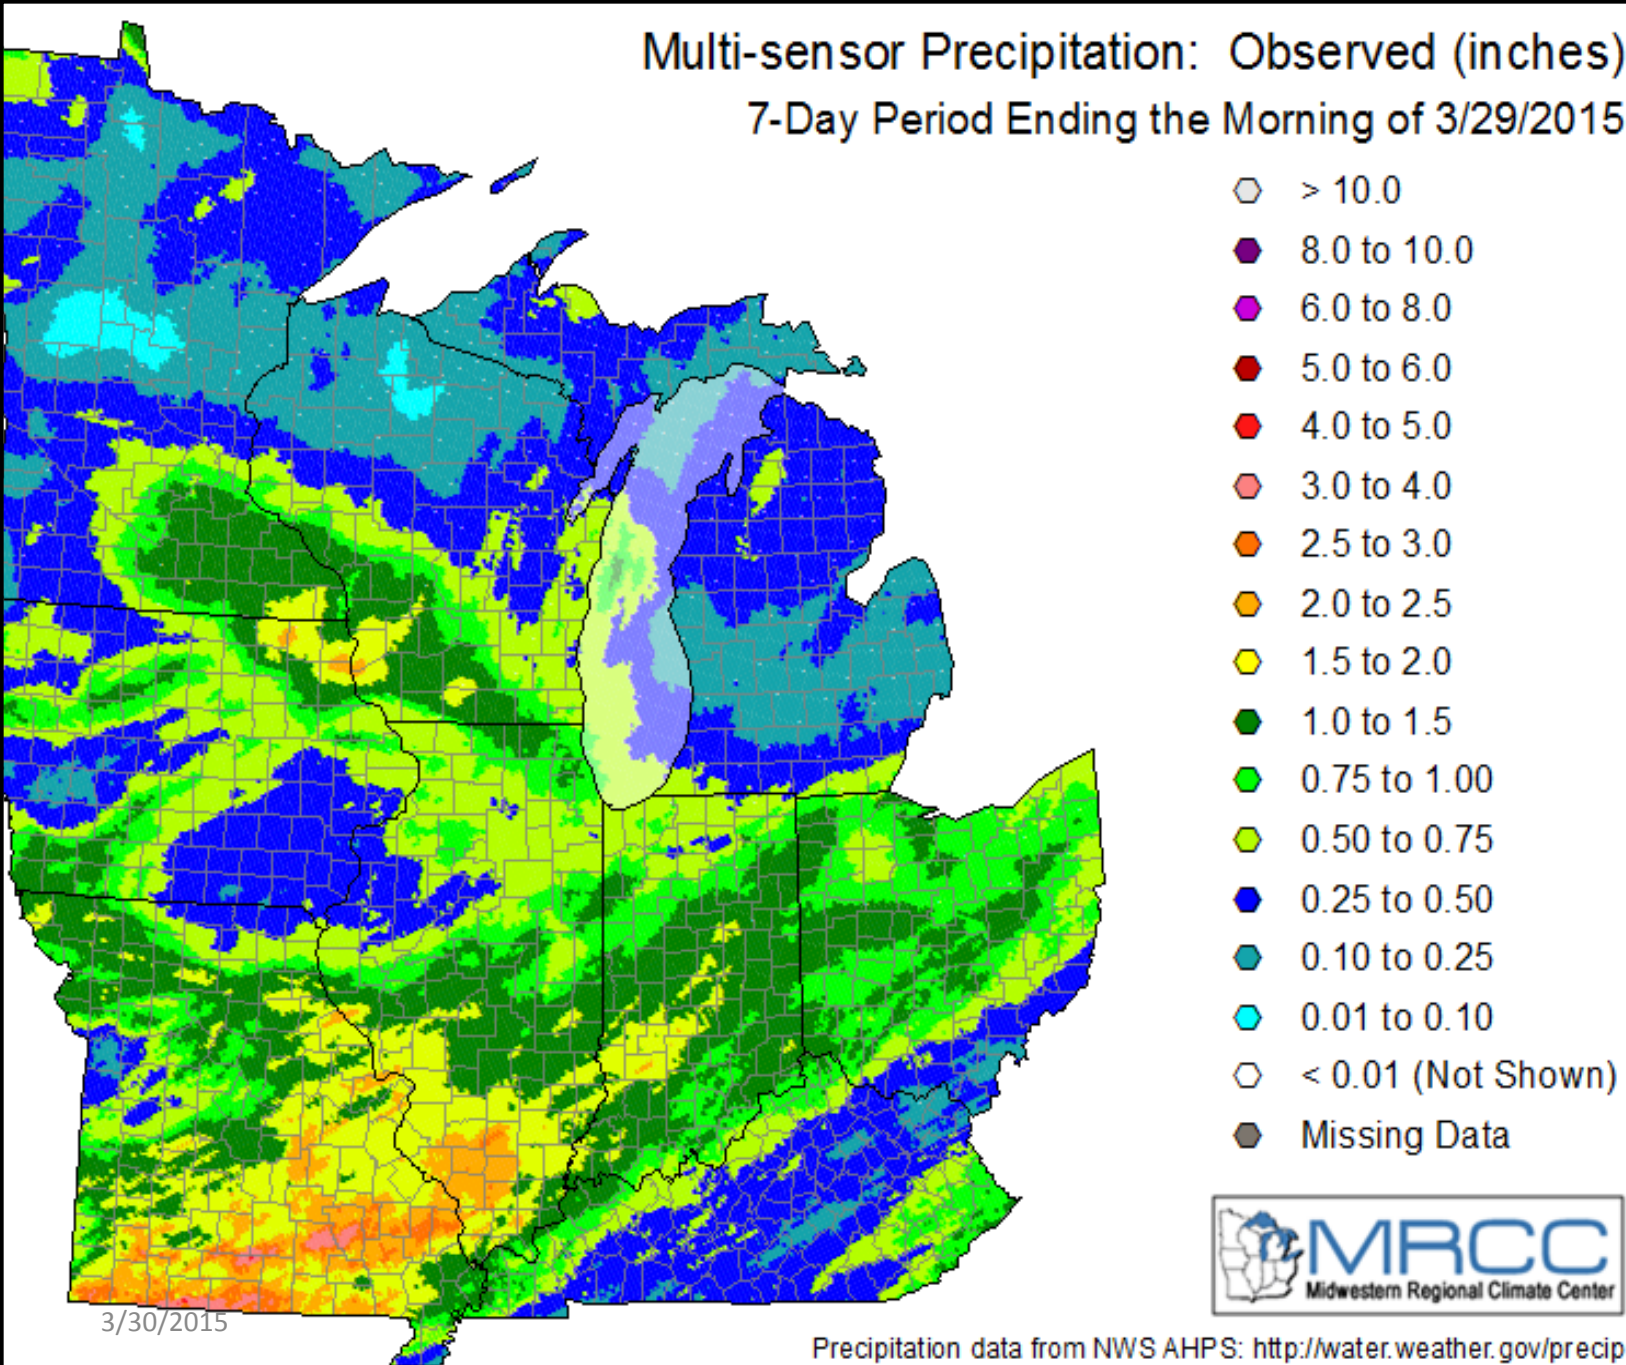 Multi-sensor Precipitation: Observed (inches)
7-Day Period Ending the Morning of 3/29/2015
> 10.0
8.0 to 10.0
6.0 to 8.0
5.0 to 6.0
4.0 to 5.0
3.0 to 4.0
2.5 to 3.0
2.0 to 2.5
1.5 to 2.0
1.0 to 1.5
0.75 to 1.00
0.50 to 0.75
0.25 to 0.50
0.10 to 0.25
0.01 to 0.10
< 0.01 (Not Shown)
Missing Data
MRCC
Midwestern Regional Climate Center
3/30/2015
Precipitation data from NWS AHPS: http://water.weather.gov/precip